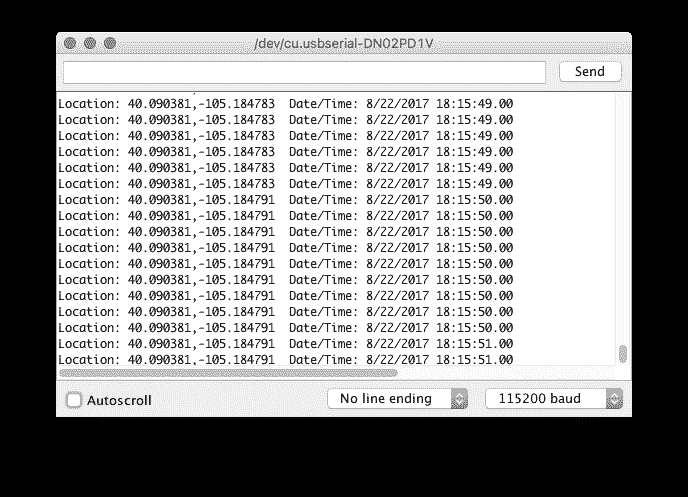 /dev/cu.usbserial-DN02PD1V
Send
Location: 40.090381,-105.184783  Date/Time: 8/22/2017 18:15:49.00
Location: 40.090381,-105.184783  Date/Time: 8/22/2017 18:15:49.00
Location: 40.090381,-105.184783  Date/Time: 8/22/2017 18:15:49.00
Location: 40.090381,-105.184783  Date/Time: 8/22/2017 18:15:49.00
Location: 40.090381,-105.184783  Date/Time: 8/22/2017 18:15:49.00
Location: 40.090381,-105.184783  Date/Time: 8/22/2017 18:15:49.00
Location: 40.090381,-105.184791  Date/Time: 8/22/2017 18:15:50.00
Location: 40.090381,-105.184791  Date/Time: 8/22/2017 18:15:50.00
Location: 40.090381,-105.184791  Date/Time: 8/22/2017 18:15:50.00
Location: 40.090381,-105.184791  Date/Time: 8/22/2017 18:15:50.00
Location: 40.090381,-105.184791  Date/Time: 8/22/2017 18:15:50.00
Location: 40.090381,-105.184791  Date/Time: 8/22/2017 18:15:50.00
Location: 40.090381,-105.184791  Date/Time: 8/22/2017 18:15:50.00
Location: 40.090381,-105.184791  Date/Time: 8/22/2017 18:15:50.00
Location: 40.090381,-105.184791  Date/Time: 8/22/2017 18:15:50.00
Location: 40.090381,-105.184791  Date/Time: 8/22/2017 18:15:51.00
Location: 40.090381,-105.184791  Date/Time: 8/22/2017 18:15:51.00
Autoscroll
No line ending
115200 baud